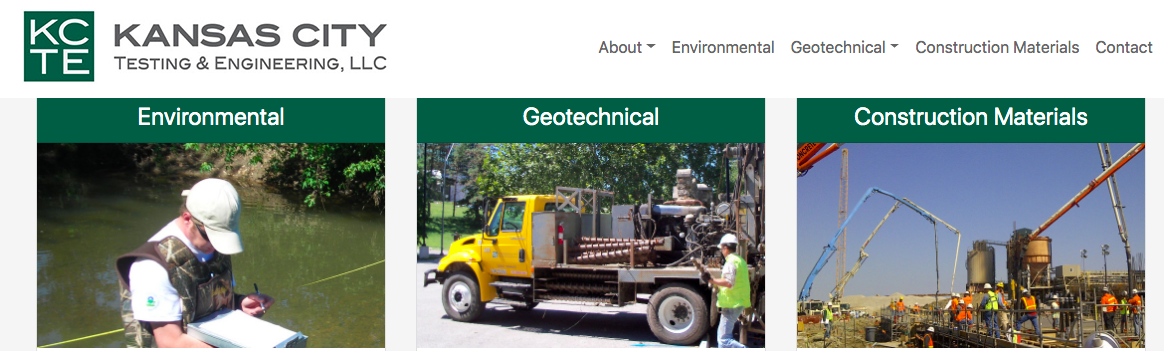 KC
TE
KANSAS CITY
TESTING & ENGINEERING, LLC
About Environmental Geotechnical Construction Materials Contact
Environmental Geotechnical Construction Materials